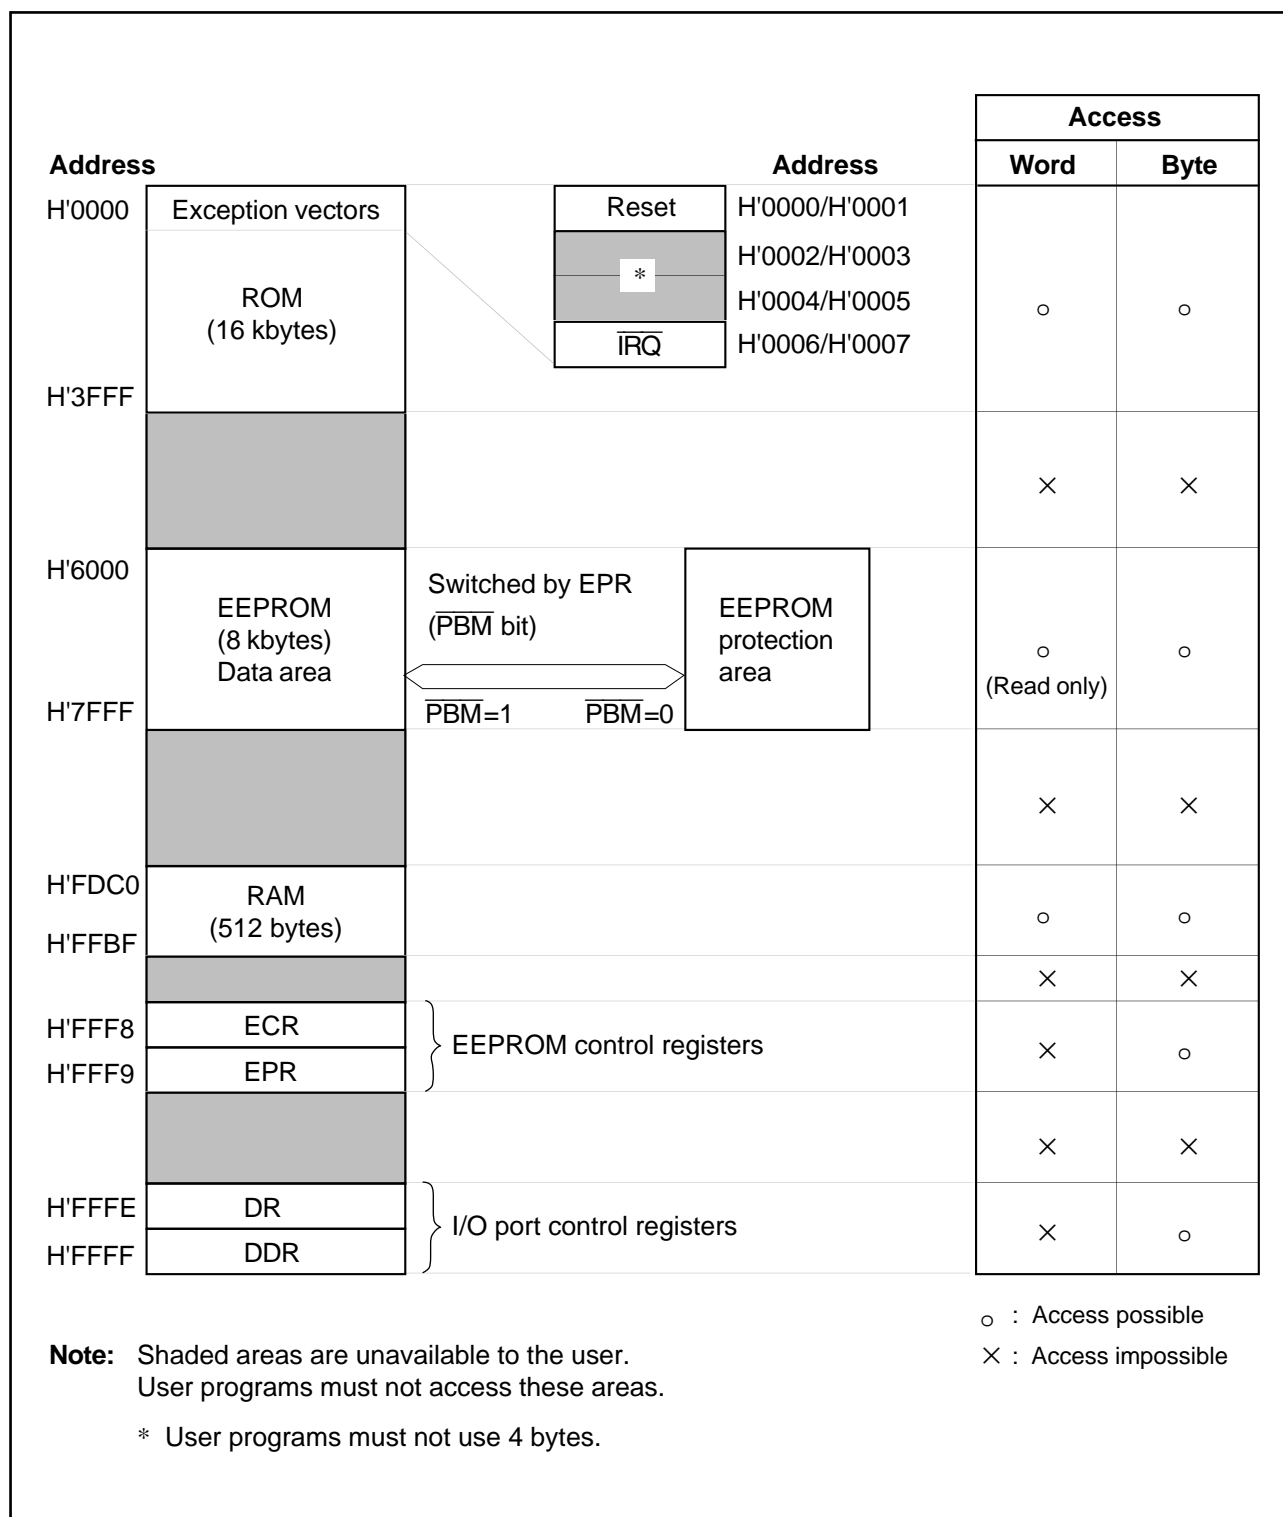 Access
Address Address Word Byte
H'0000 Exception vectors Reset H'0000/H'0001
H'0002/H'0003
*
ROM H'0004/H'0005
(16 kbytes) ○ ○
IRQ H'0006/H'0007
H'3FFF
× ×
H'6000
Switched by EPR
EEPROM EEPROM
(8 kbytes) (PBM bit) protection
Data area area ○ ○
(Read only)
H'7FFF PBM=1 PBM=0
× ×
H'FDC0
RAM
(512 bytes) ○ ○
H'FFBF
× ×
H'FFF8 ECR
EEPROM control registers × ○
H'FFF9 EPR
× ×
H'FFFE DR
I/O port control registers × ○
H'FFFF DDR
○ : Access possible
Note: Shaded areas are unavailable to the user. × : Access impossible
User programs must not access these areas.
* User programs must not use 4 bytes.